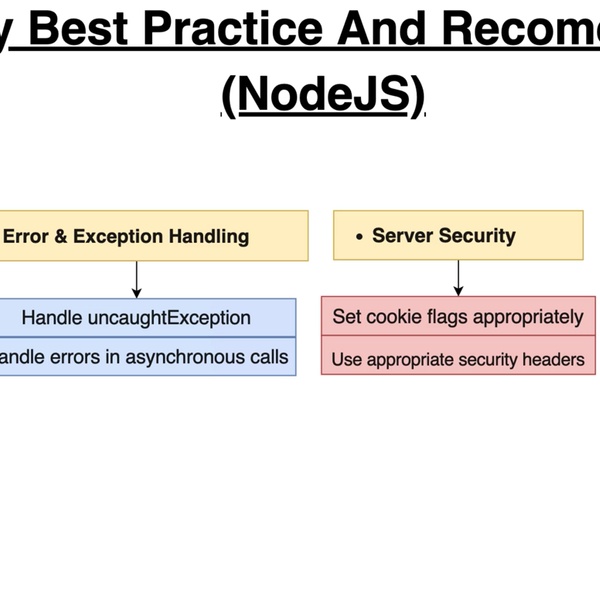 y Best Practice And Recom
(NodeJS)
Error & Exception Handling
• Server Security
Handle uncaughtException
andle errors in asynchronous calls
Set cookie flags appropriately
Use appropriate security headers